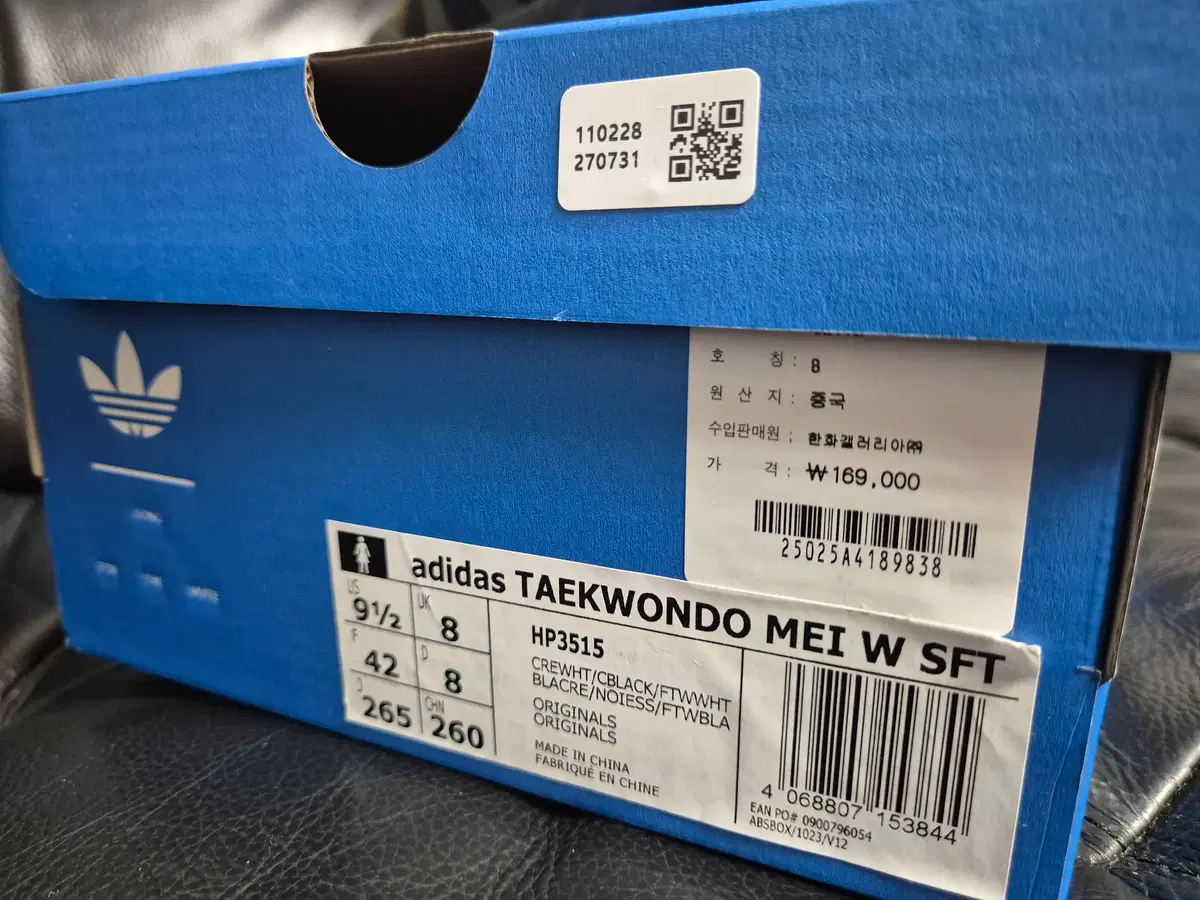 110228
270731
호 칭 : 8
원 산 지 : 중국
수입판매원 ; 한화갤러리아㈜
가 격 : ₩169,000
25025A4189838
adidas TAEKWONDO MEI W SFT
US 9½ UK 8
F 42 D 8
J 265 CHN 260
HP3515
CREWHT/CBLACK/FTWWHT
BLACRE/NOIESS/FTWBLA
ORIGINALS
ORIGINALS
MADE IN CHINA
FABRIQUÉ EN CHINE
4 068807 153844
EAN PO# 0900796054
ABSBOX/1023/V12